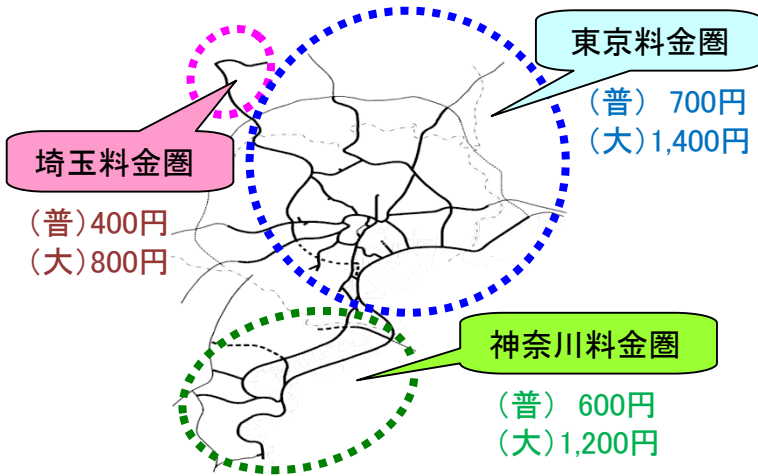 東京料金圏
(普) 700円
(大)1,400円
埼玉料金圏
(普)400円
(大)800円
神奈川料金圏
(普) 600円
(大)1,200円